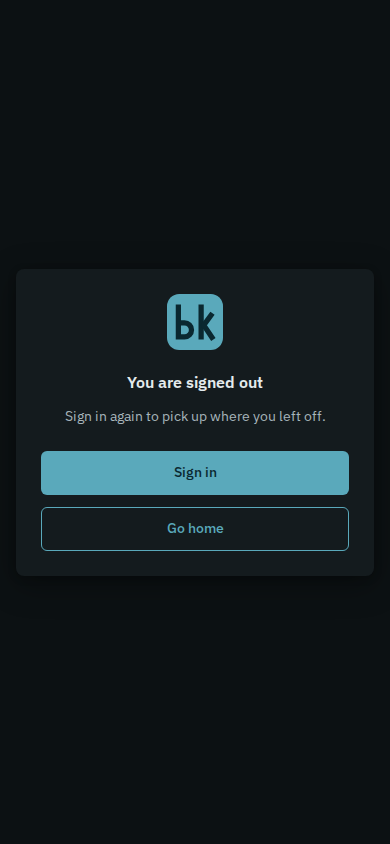 bk
You are signed out
Sign in again to pick up where you left off.
Sign in
Go home